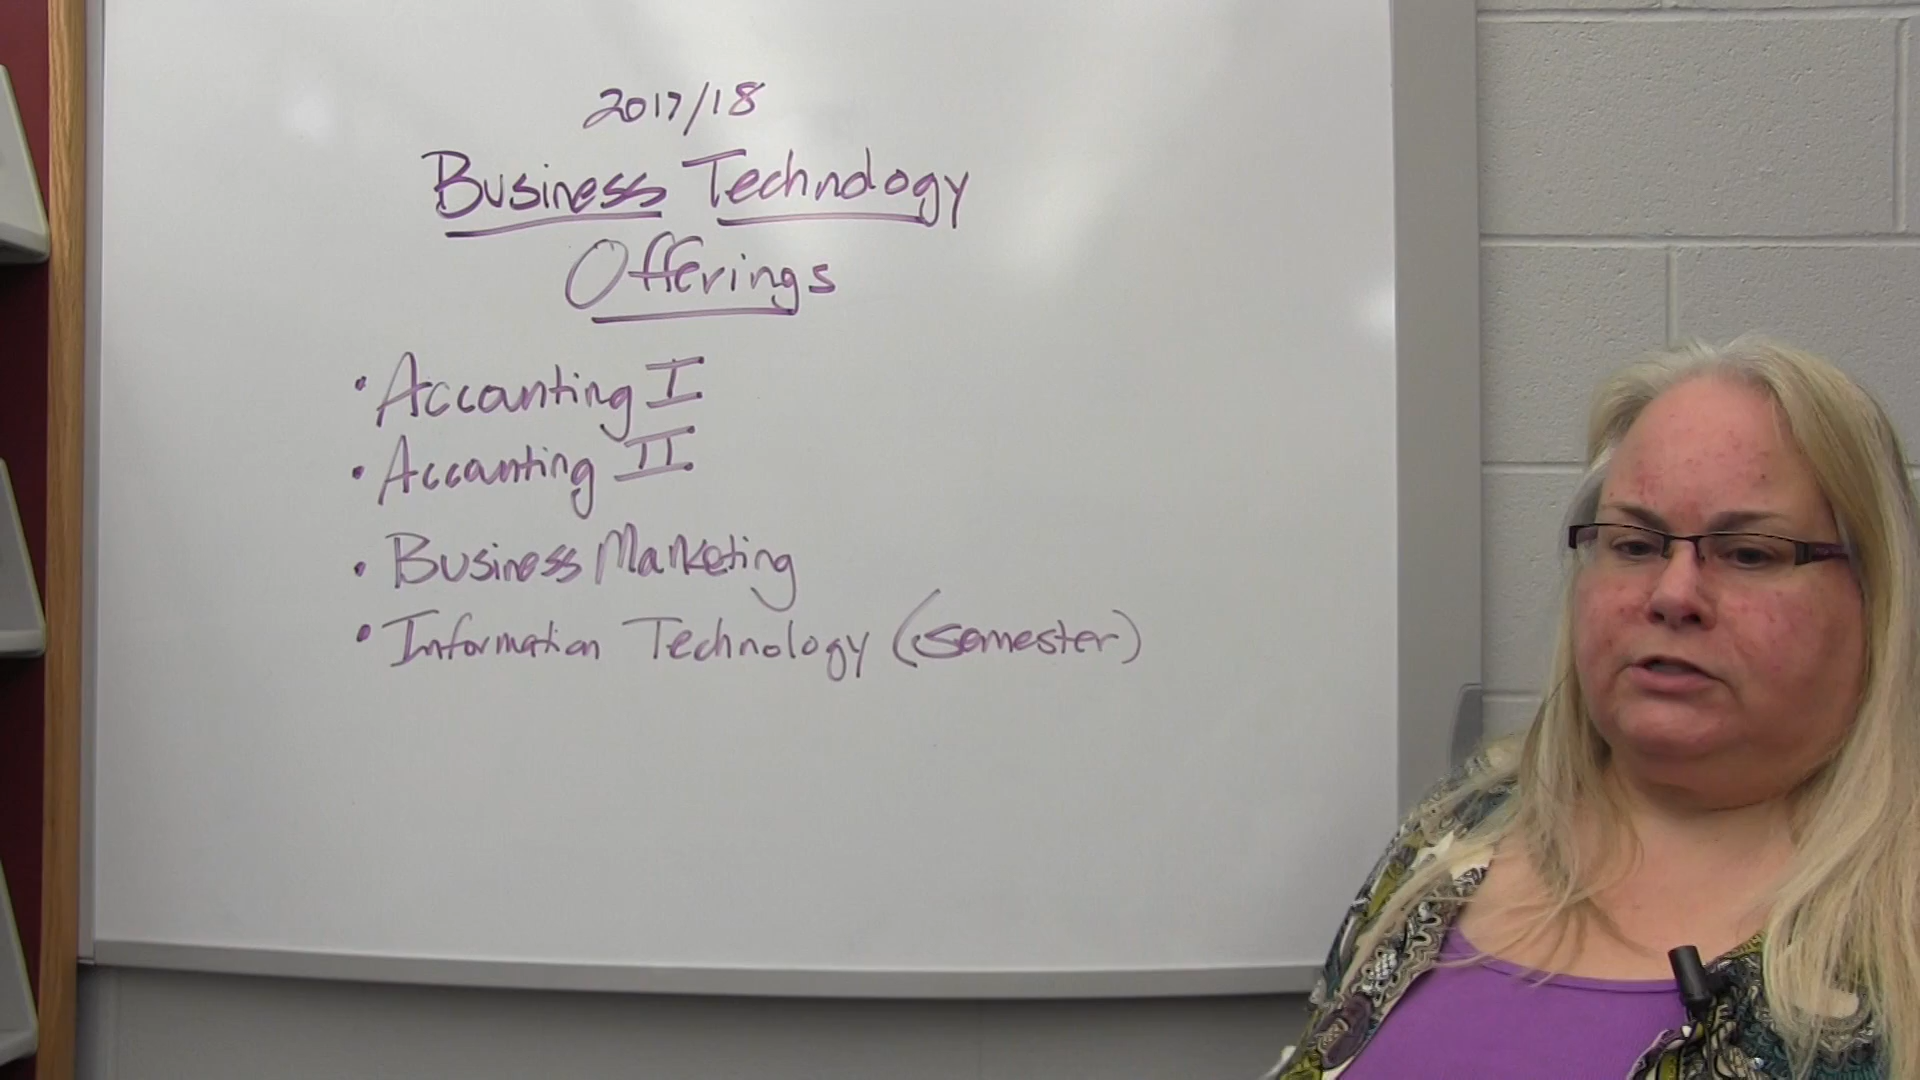 2017/18
Business Technology
Offerings
• Accounting I
• Accounting II
• Business Marketing
• Information Technology (semester)